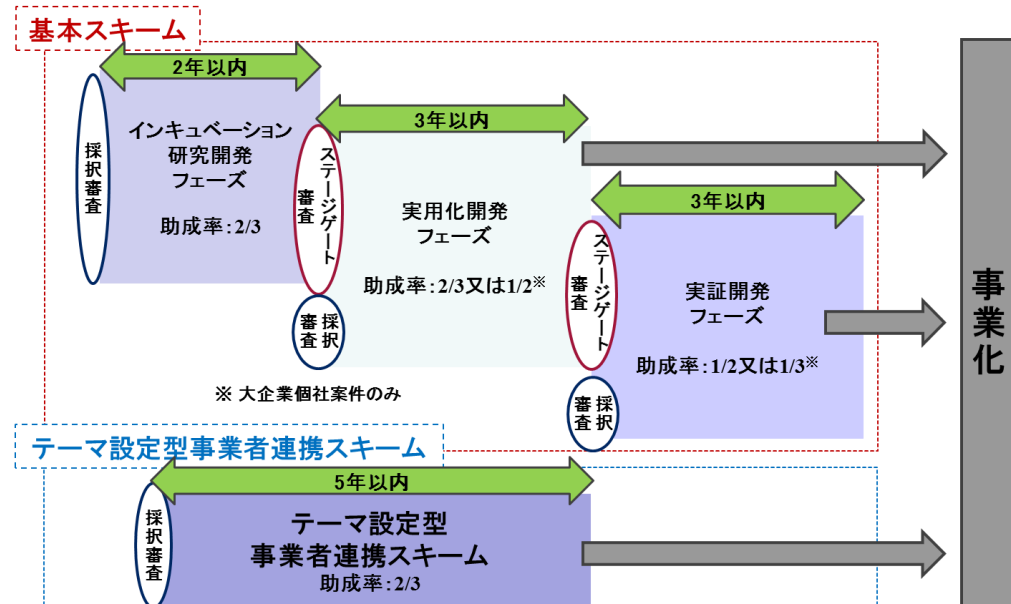 基本スキーム
2年以内
採択審査
インキュベーション
研究開発
フェーズ
助成率:2/3
3年以内
ステージゲート
審査
採択
審査
実用化開発
フェーズ
助成率:2/3又は1/2※
3年以内
ステージゲート
審査
採択
審査
実証開発
フェーズ
助成率:1/2又は1/3※
※ 大企業個社案件のみ
事業化
テーマ設定型事業者連携スキーム
5年以内
採択審査
テーマ設定型
事業者連携スキーム
助成率:2/3